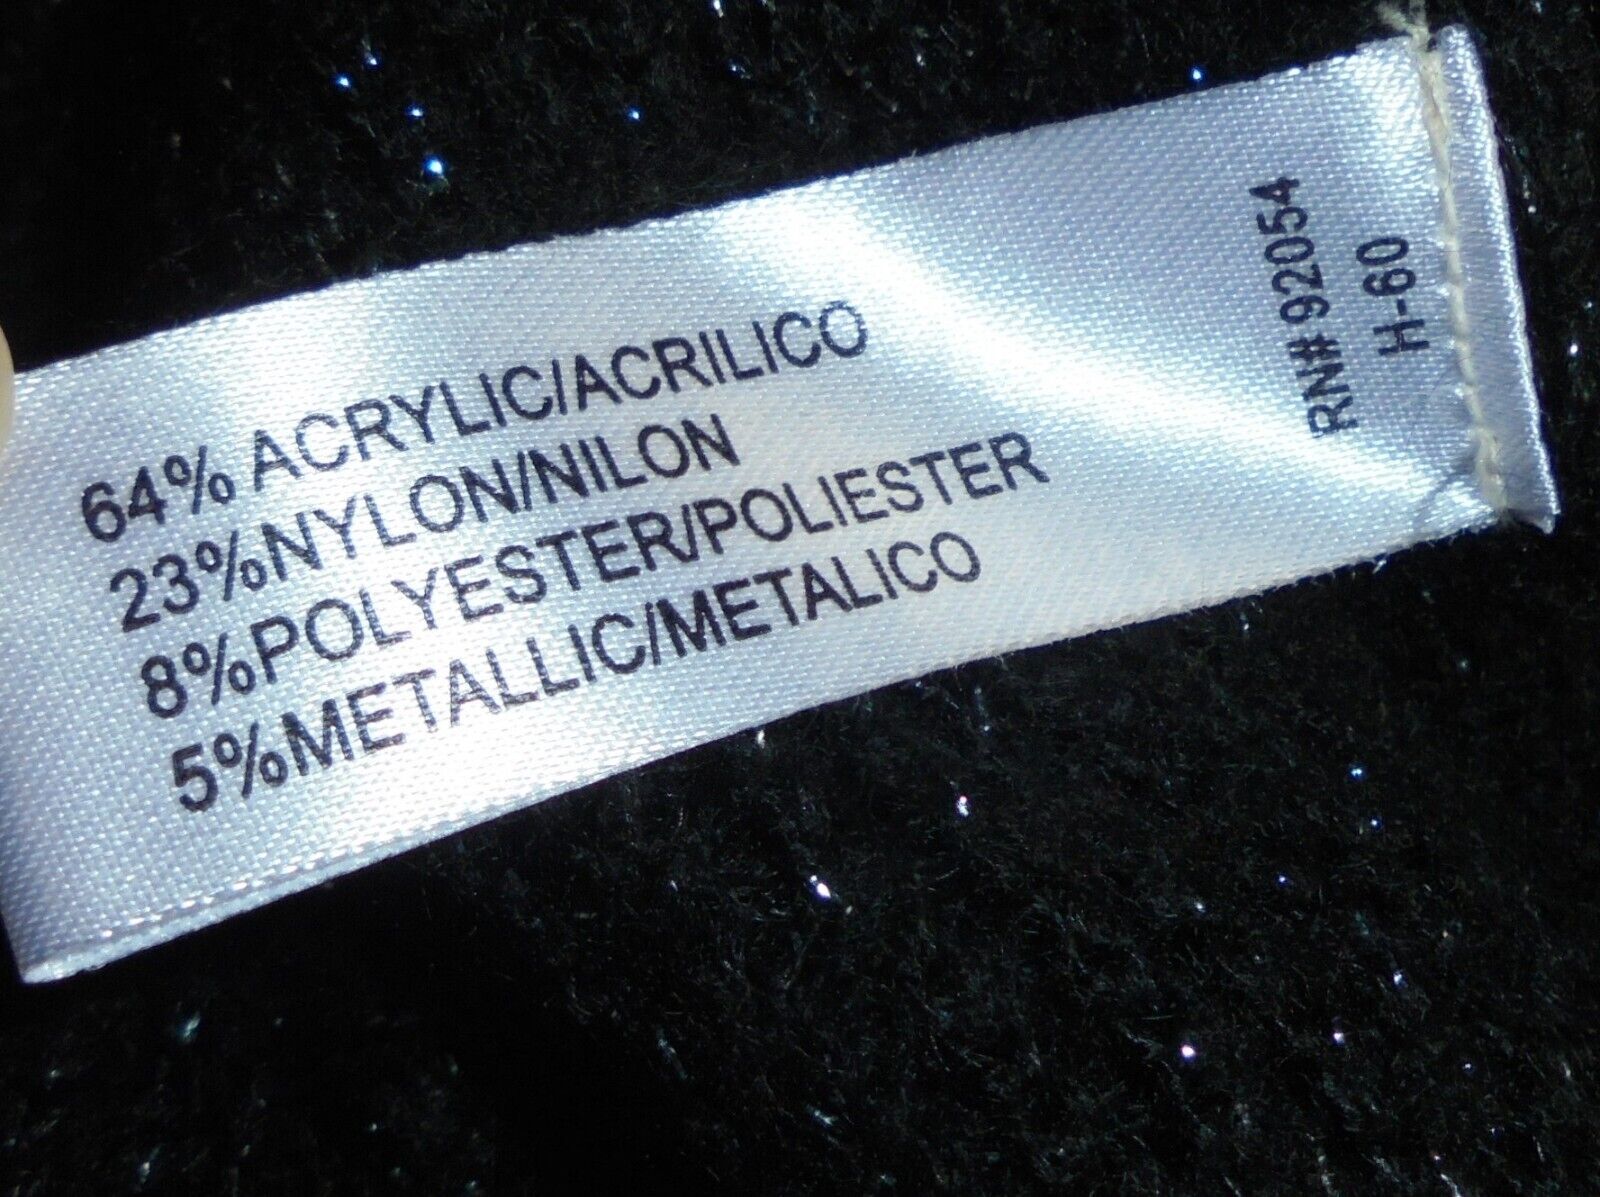 64% ACRYLIC/ACRILICO
23%NYLON/NILON
8%POLYESTER/POLIESTER
5%METALLIC/METALICO
RN# 92054
H-60